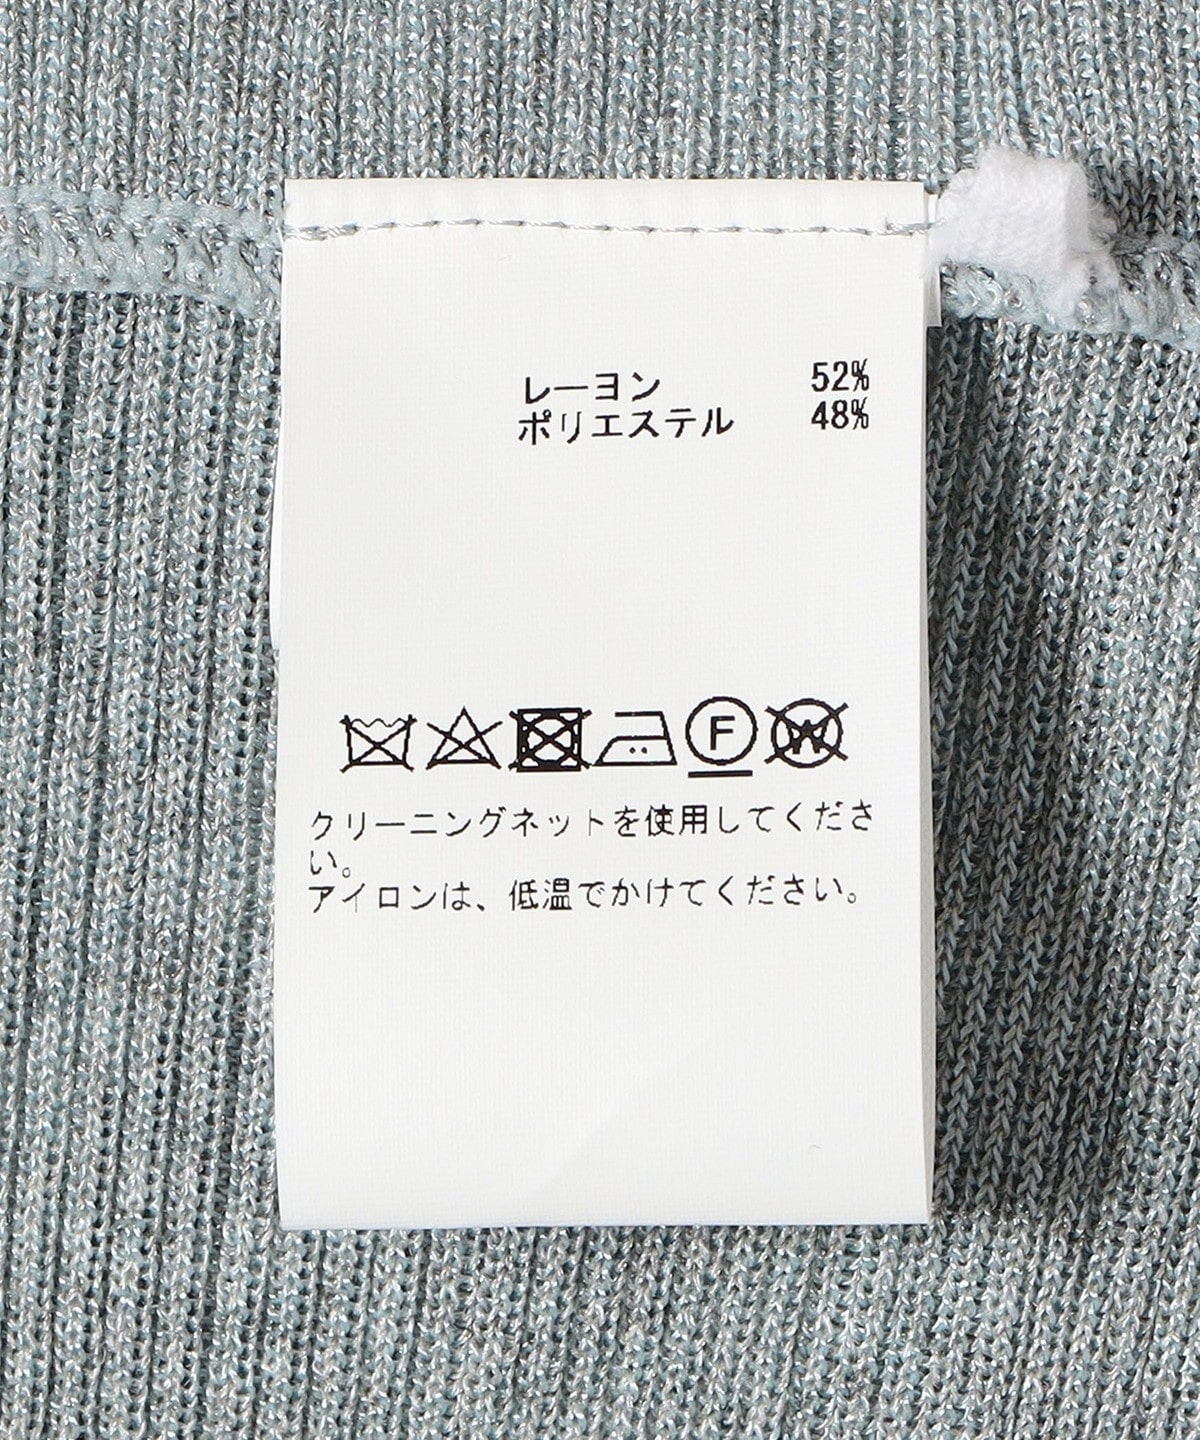 レーヨン 52%
ポリエステル 48%
F W
クリーニングネットを使用してくださ
い。
アイロンは、低温でかけてください。